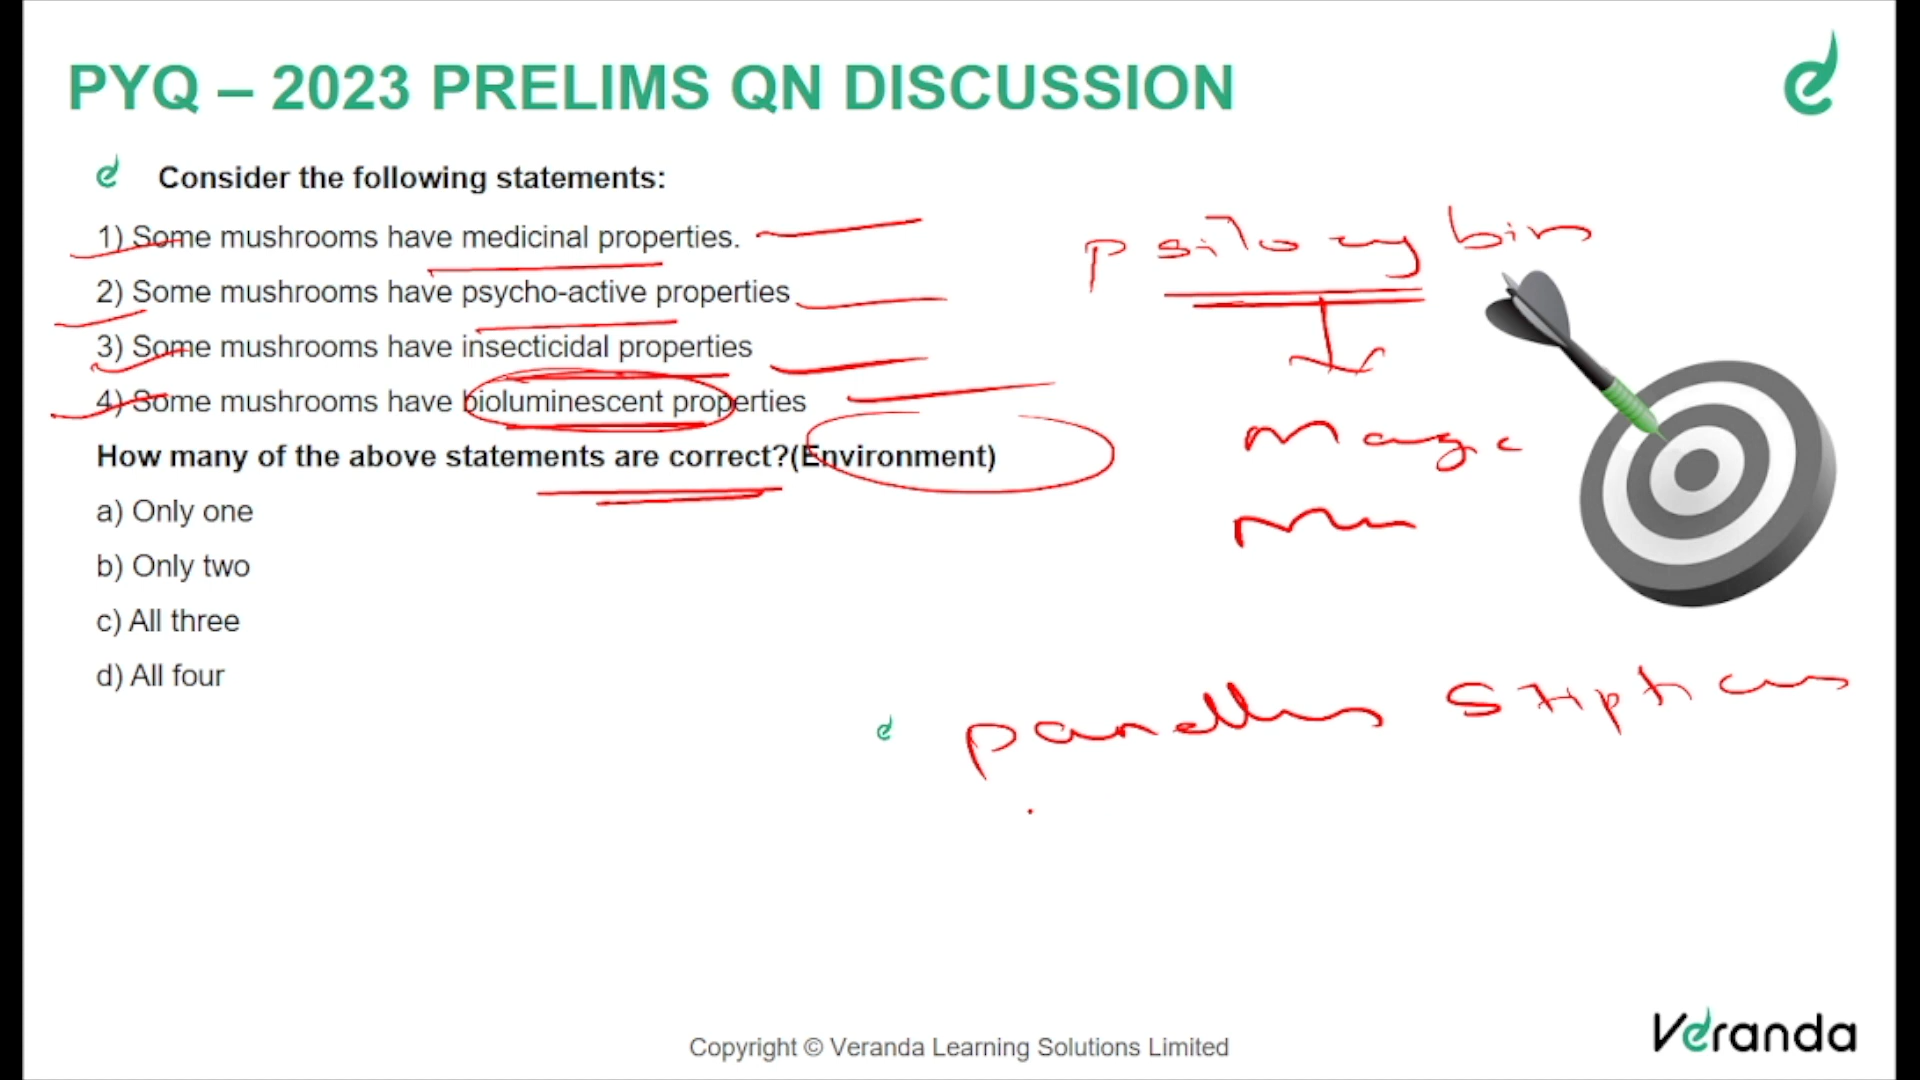 PYQ – 2023 PRELIMS QN DISCUSSION
Consider the following statements:
1) Some mushrooms have medicinal properties.
2) Some mushrooms have psycho-active properties
3) Some mushrooms have insecticidal properties
4) Some mushrooms have bioluminescent properties
How many of the above statements are correct?(Environment)
a) Only one
b) Only two
c) All three
d) All four
psilocybin
panellus stipticus
Copyright © Veranda Learning Solutions Limited
Veranda